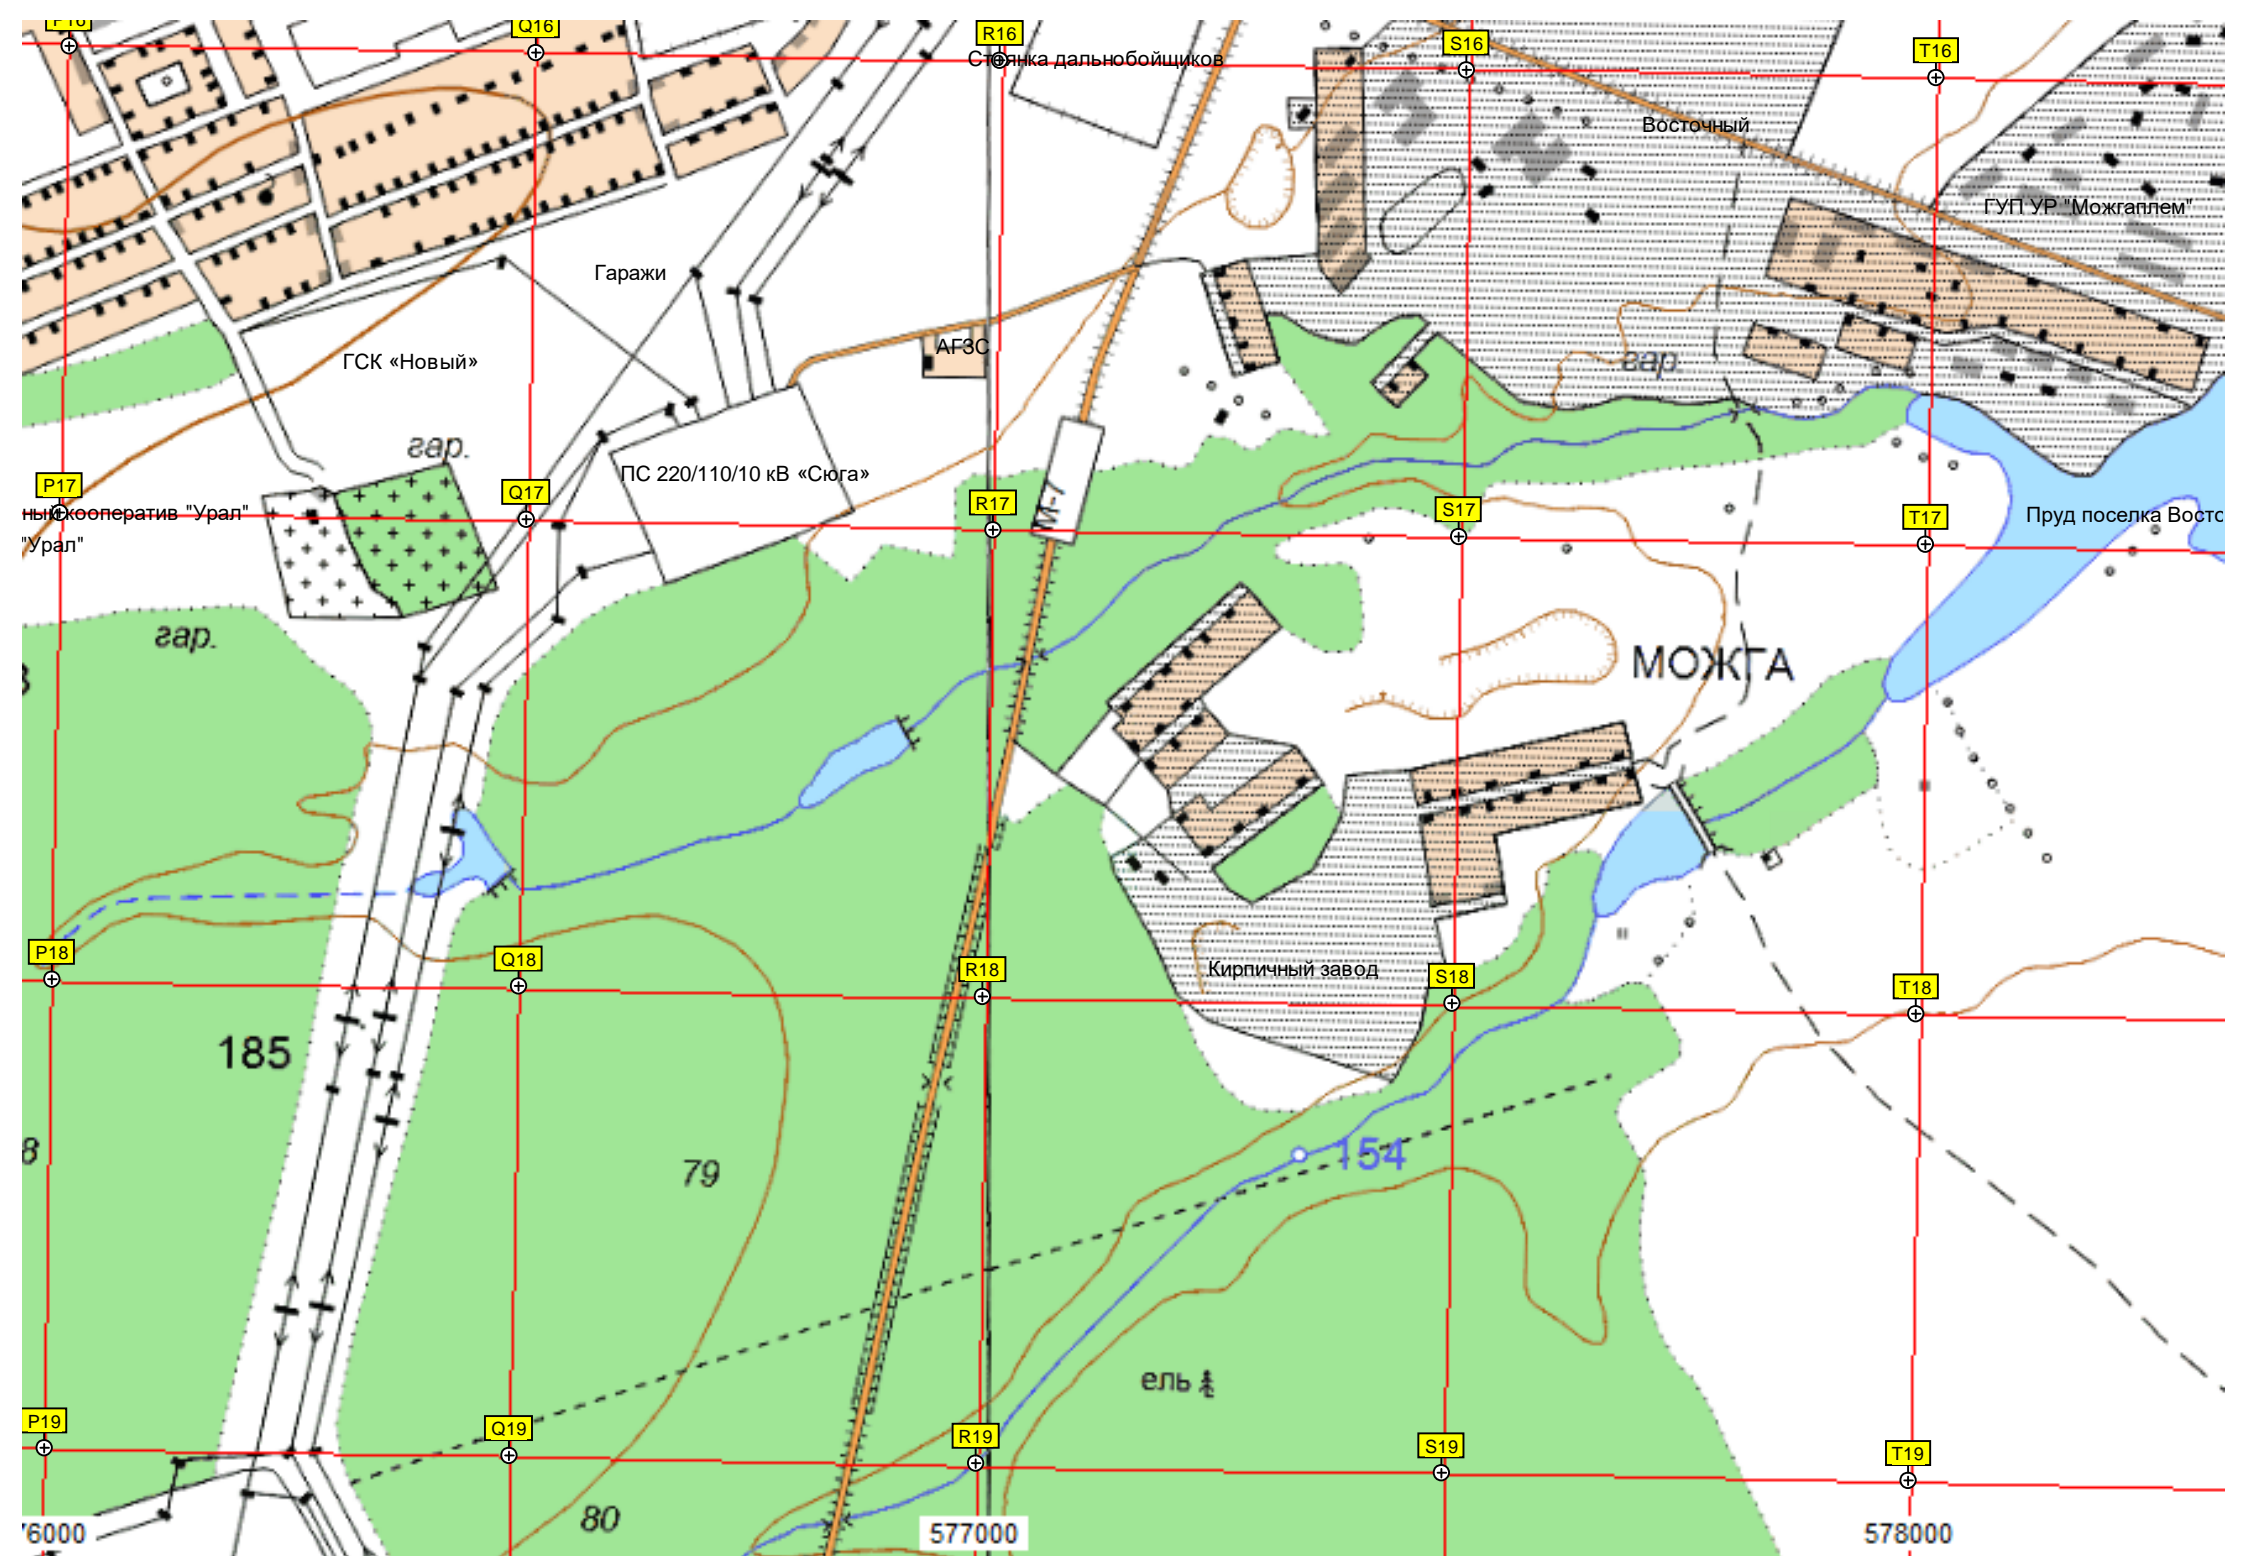 P16
Q16
R16
S16
T16
Стоянка дальнобойщиков
Восточный
ГУП УР "Можгаплем"
Гаражи
АГЗС
ГСК «Новый»
гар.
гар.
ПС 220/110/10 кВ «Сюга»
P17
Q17
R17
S17
T17
М-7
ный кооператив "Урал"
Пруд поселка Восто
"Урал"
гар.
МОЖГА
P18
Q18
R18
S18
T18
Кирпичный завод
185
8
154
79
ель
P19
Q19
R19
S19
T19
80
76000
577000
578000